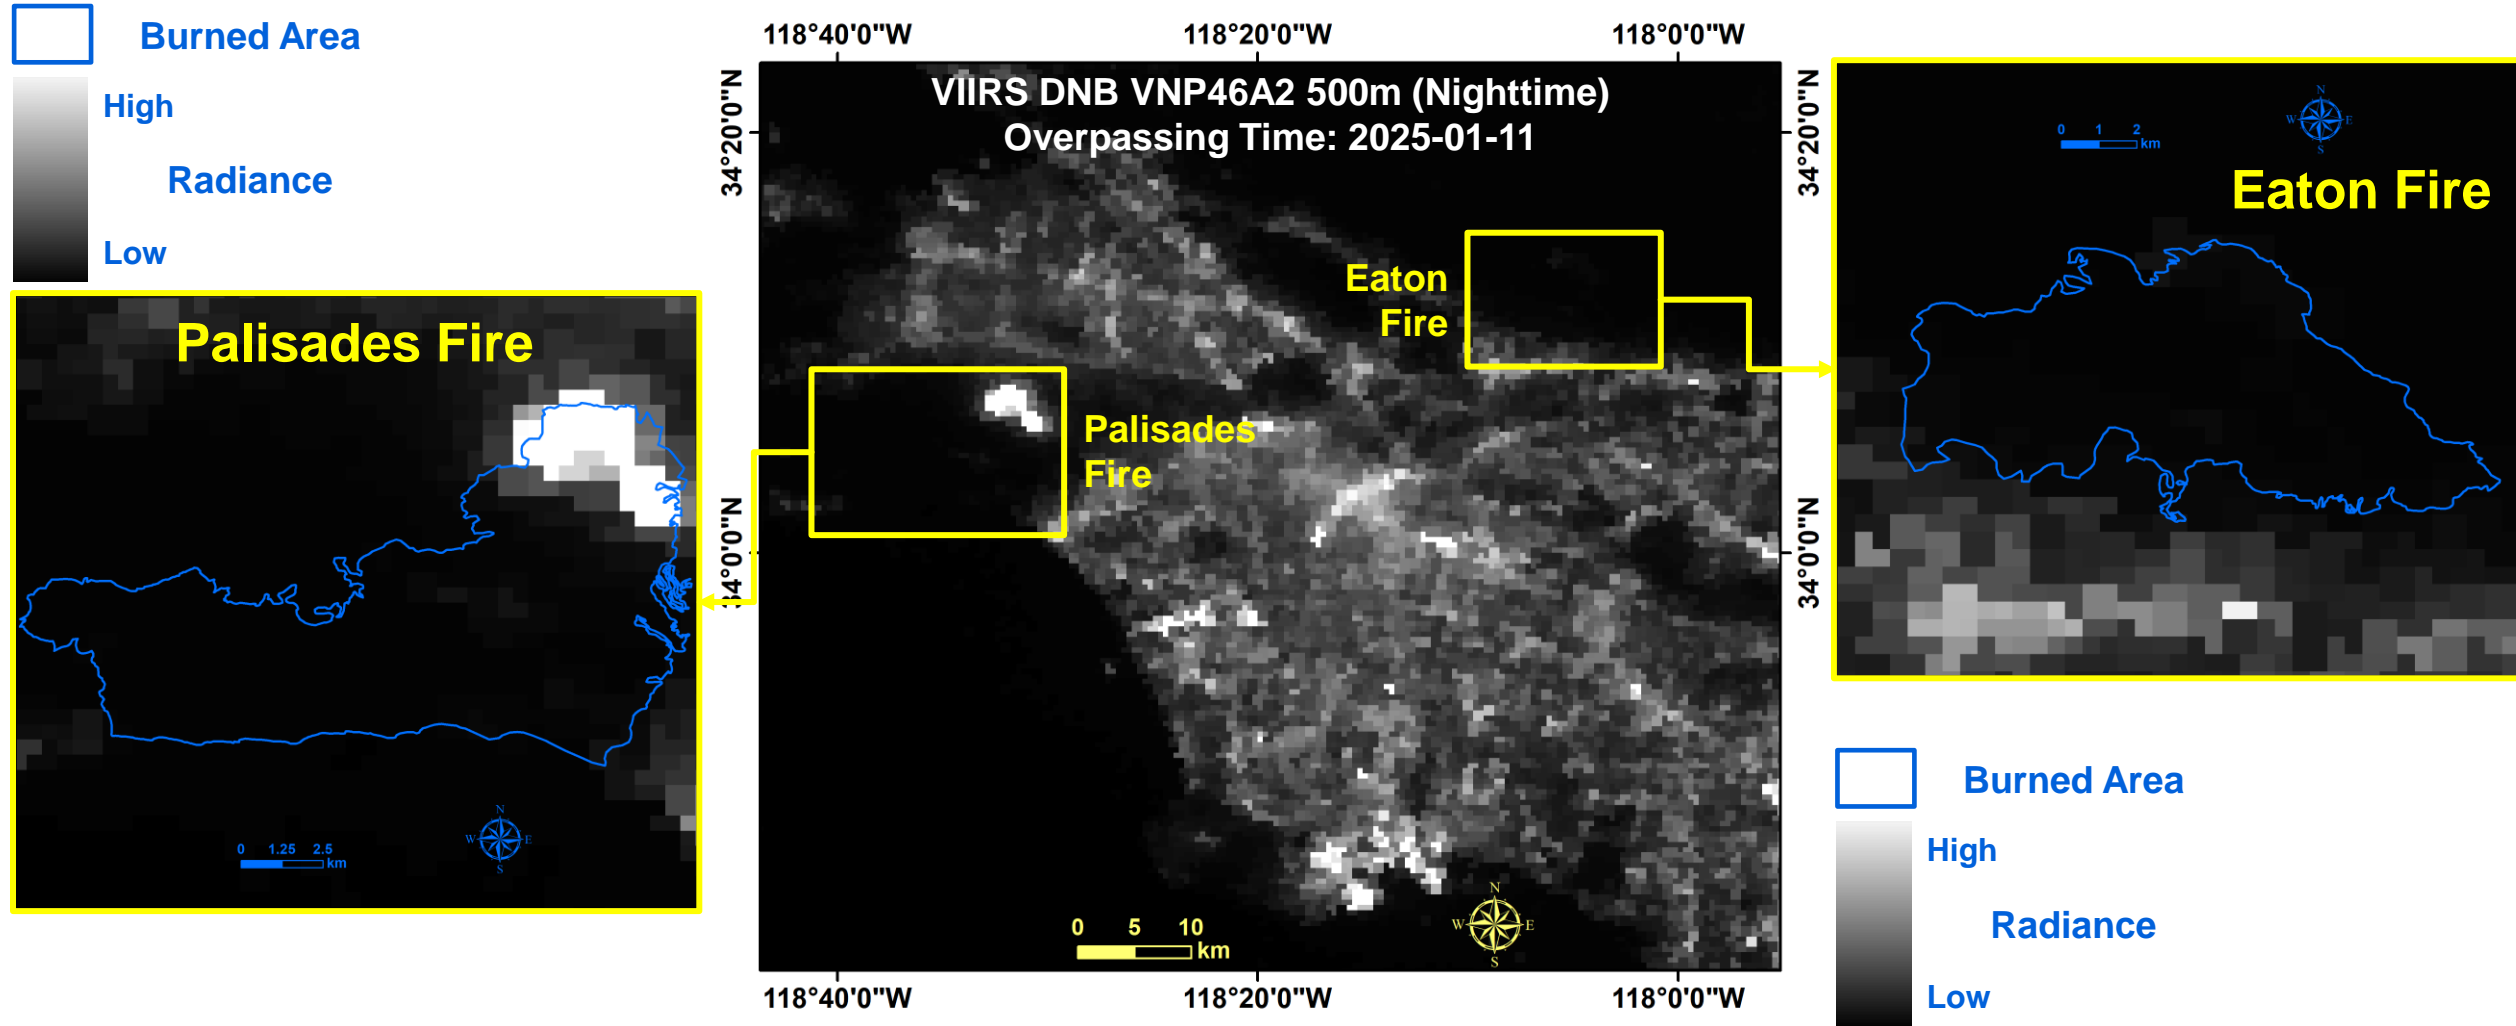 Burned Area
High
Radiance
Low
Palisades Fire
0 1.25 2.5
km
N
W E
S
118°40'0"W 118°20'0"W 118°0'0"W
34°20'0"N
34°0'0"N
VIIRS DNB VNP46A2 500m (Nighttime)
Overpassing Time: 2025-01-11
Eaton
Fire
Palisades
Fire
0 5 10
km
N
W E
S
34°20'0"N
34°0'0"N
118°40'0"W 118°20'0"W 118°0'0"W
N
W E
S
0 1 2
km
Eaton Fire
Burned Area
High
Radiance
Low